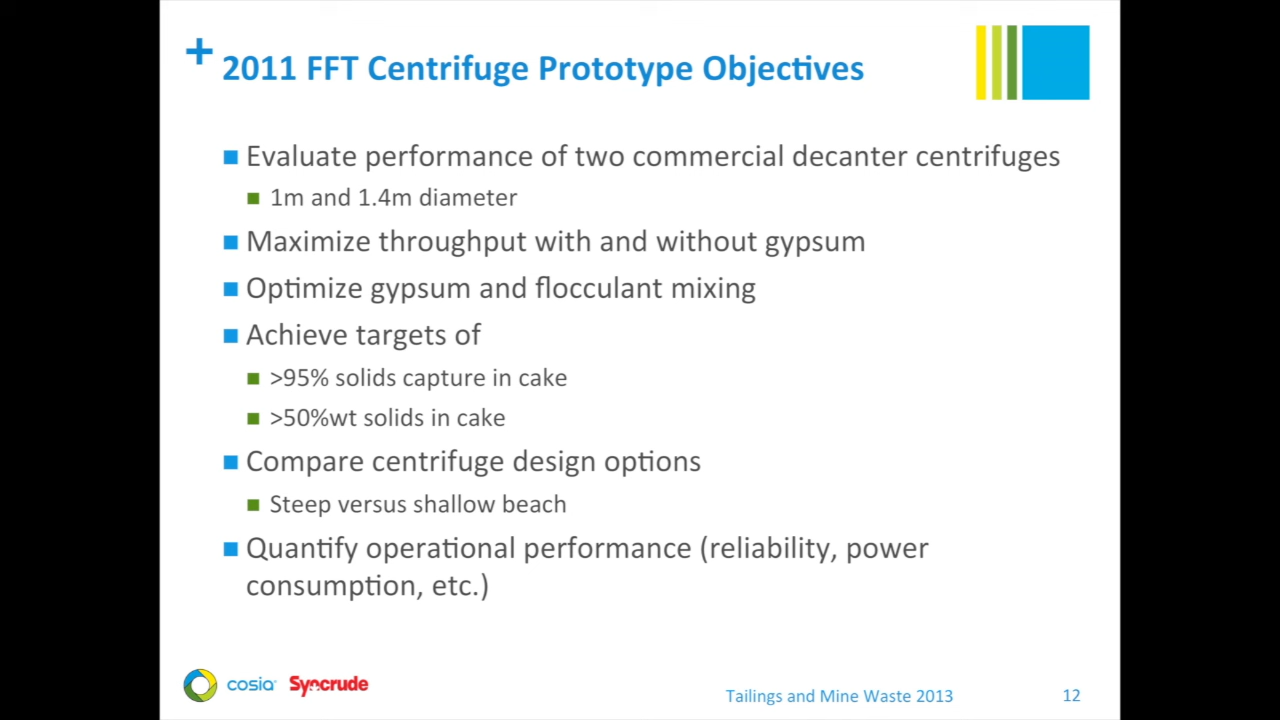 + 2011 FFT Centrifuge Prototype Objectives
Evaluate performance of two commercial decanter centrifuges
1m and 1.4m diameter
Maximize throughput with and without gypsum
Optimize gypsum and flocculant mixing
Achieve targets of
>95% solids capture in cake
>50%wt solids in cake
Compare centrifuge design options
Steep versus shallow beach
Quantify operational performance (reliability, power
consumption, etc.)
cosia Syncrude
Tailings and Mine Waste 2013 12